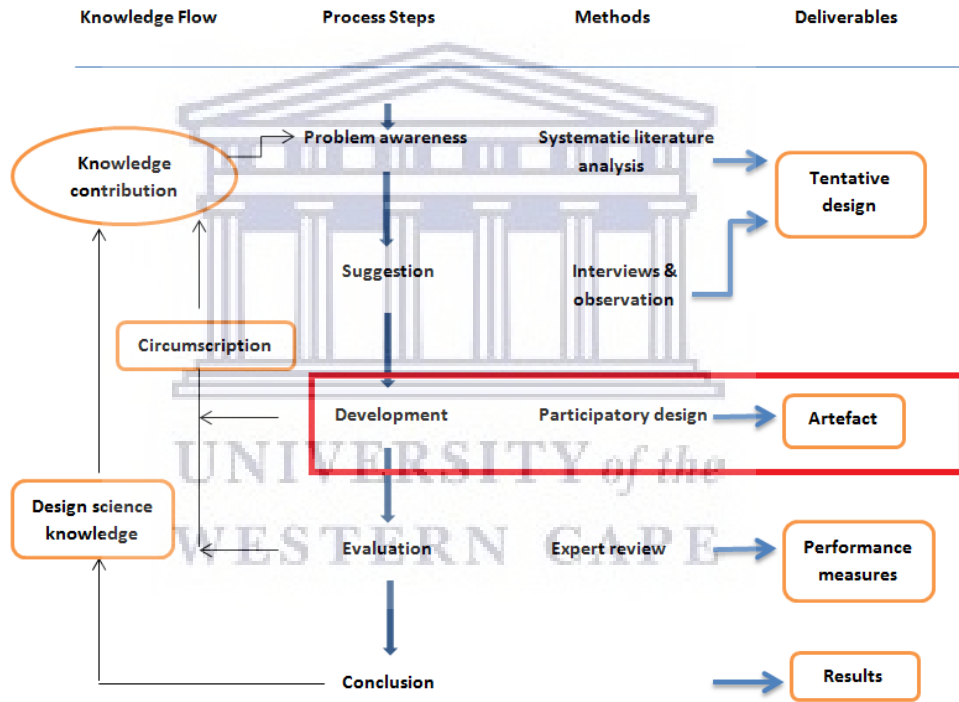 Knowledge Flow
Process Steps
Methods
Deliverables
Knowledge
contribution
Problem awareness
Systematic literature
analysis
Tentative
design
Suggestion
Interviews &
observation
Circumscription
Development
Participatory design
Artefact
UNIVERSITY of the
Design science
knowledge
WESTERN CAPE
Evaluation
Expert review
Performance
measures
Conclusion
Results